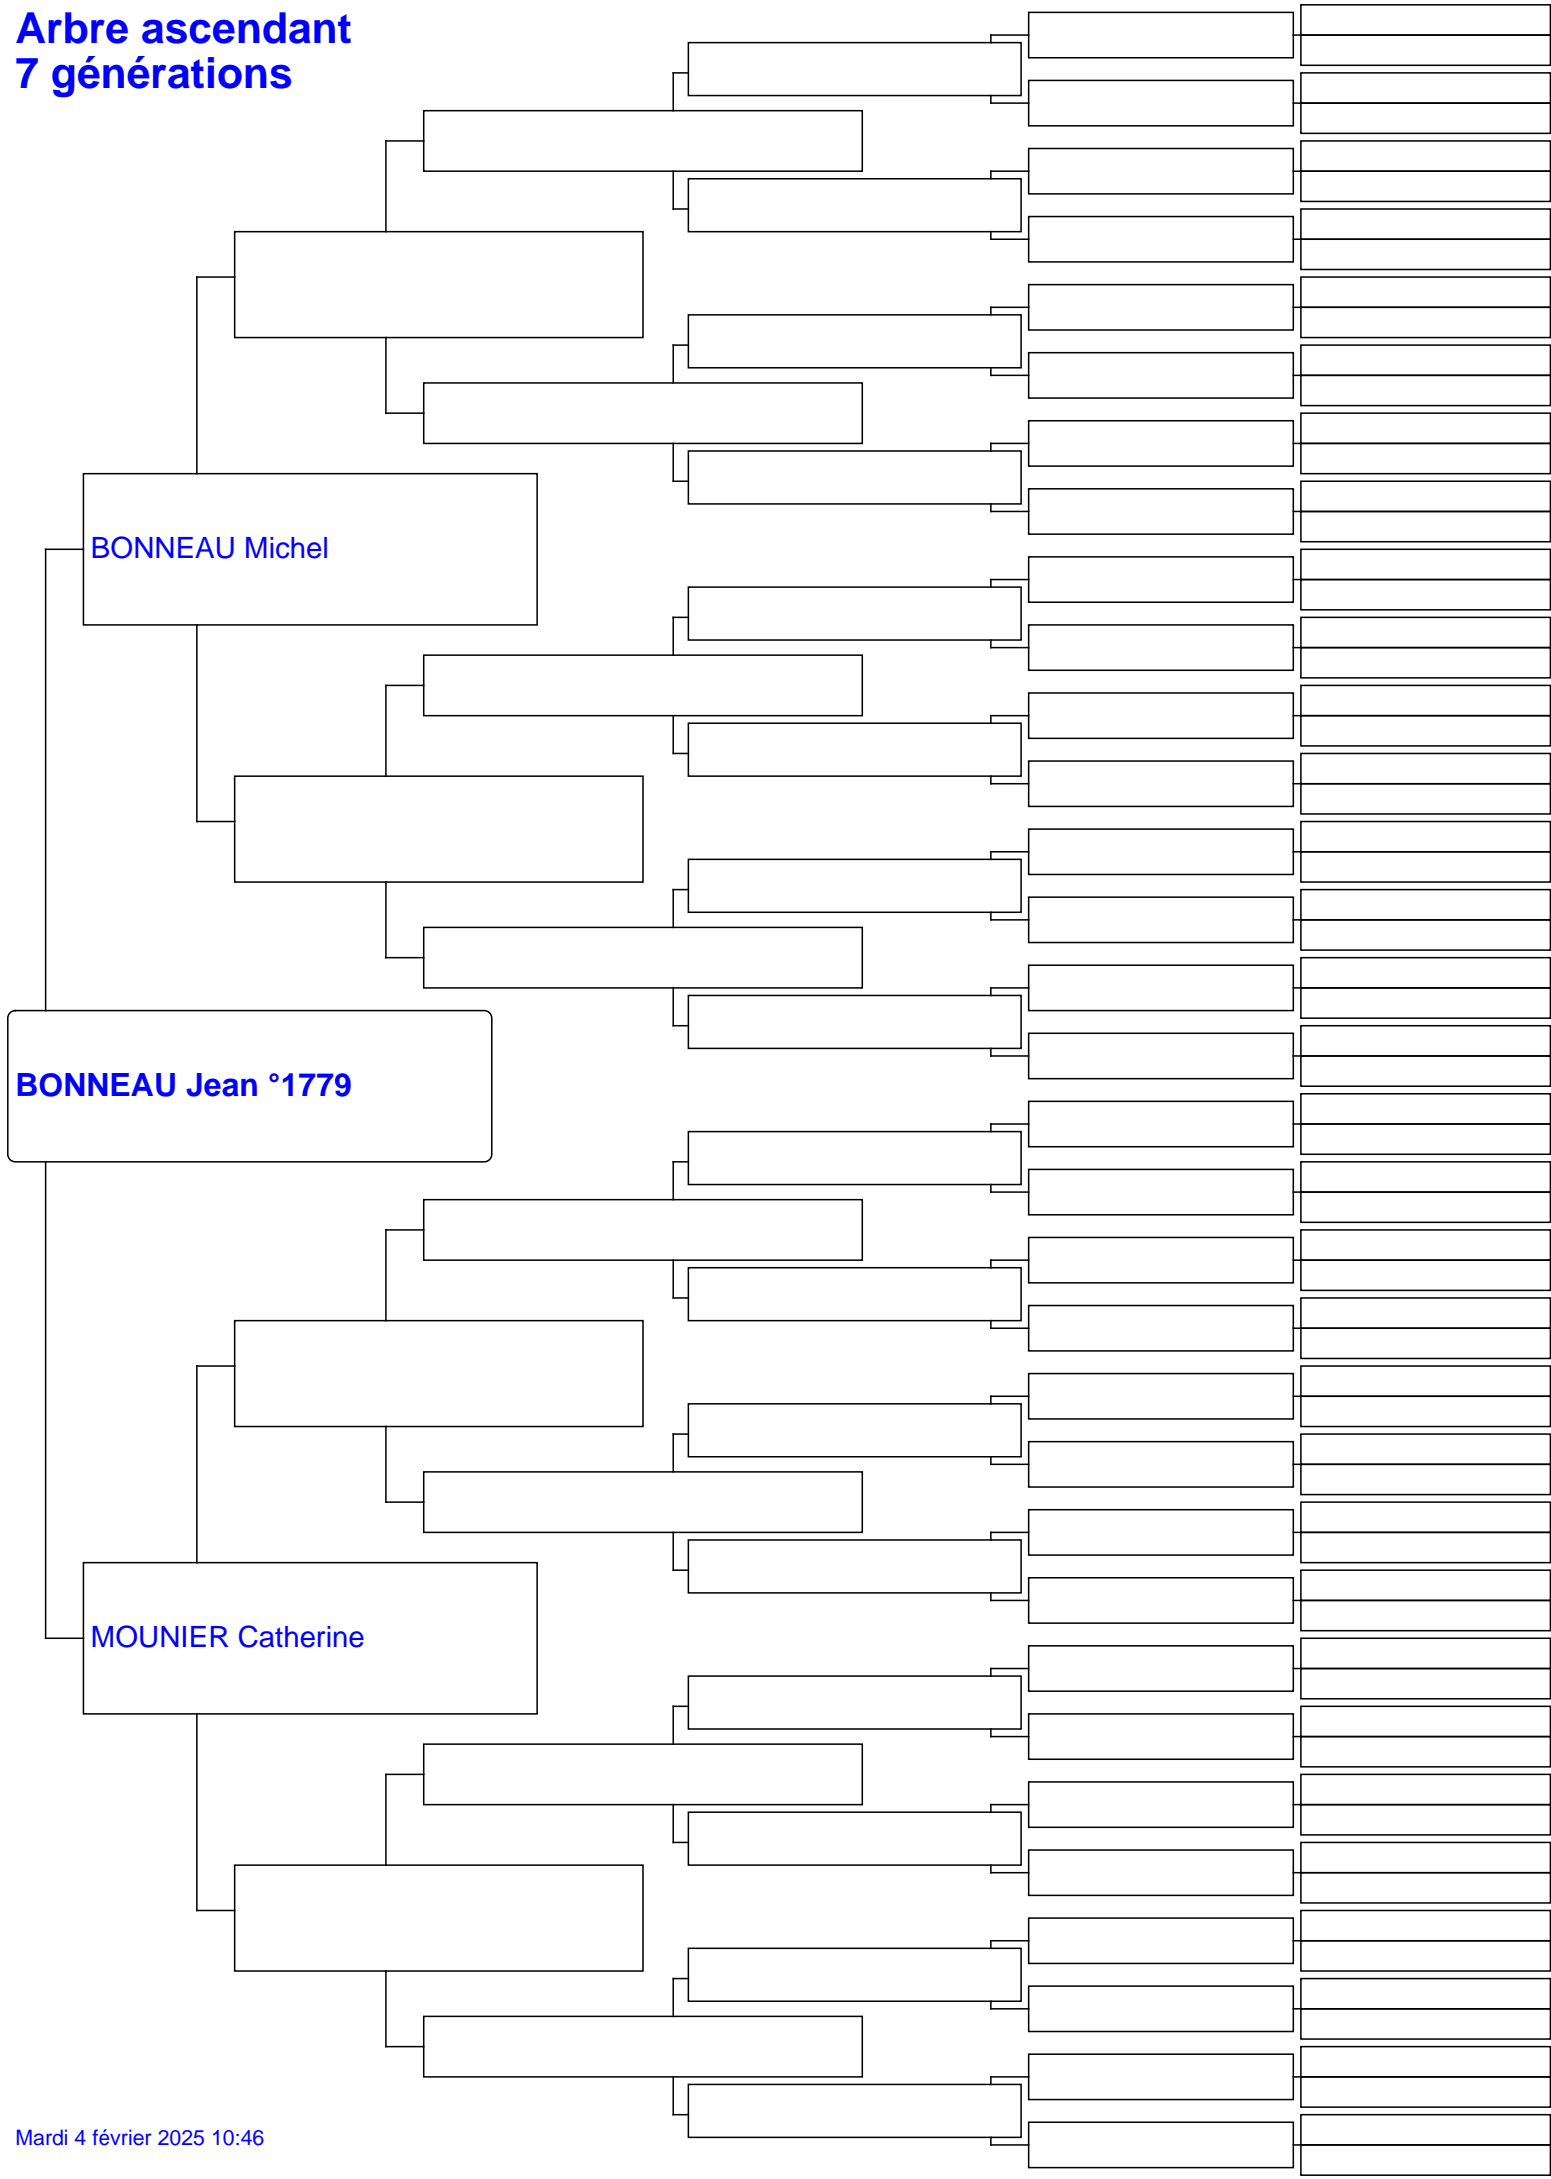 Arbre ascendant
7 générations
BONNEAU Michel
BONNEAU Jean °1779
MOUNIER Catherine
Mardi 4 février 2025 10:46